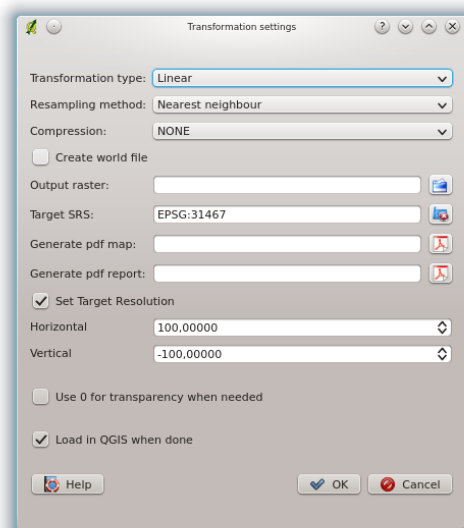 Transformation settings
Transformation type: Linear
Resampling method: Nearest neighbour
Compression: NONE
Create world file
Output raster:
Target SRS: EPSG:31467
Generate pdf map:
Generate pdf report:
Set Target Resolution
Horizontal 100,00000
Vertical -100,00000
Use 0 for transparency when needed
Load in QGIS when done
Help OK Cancel